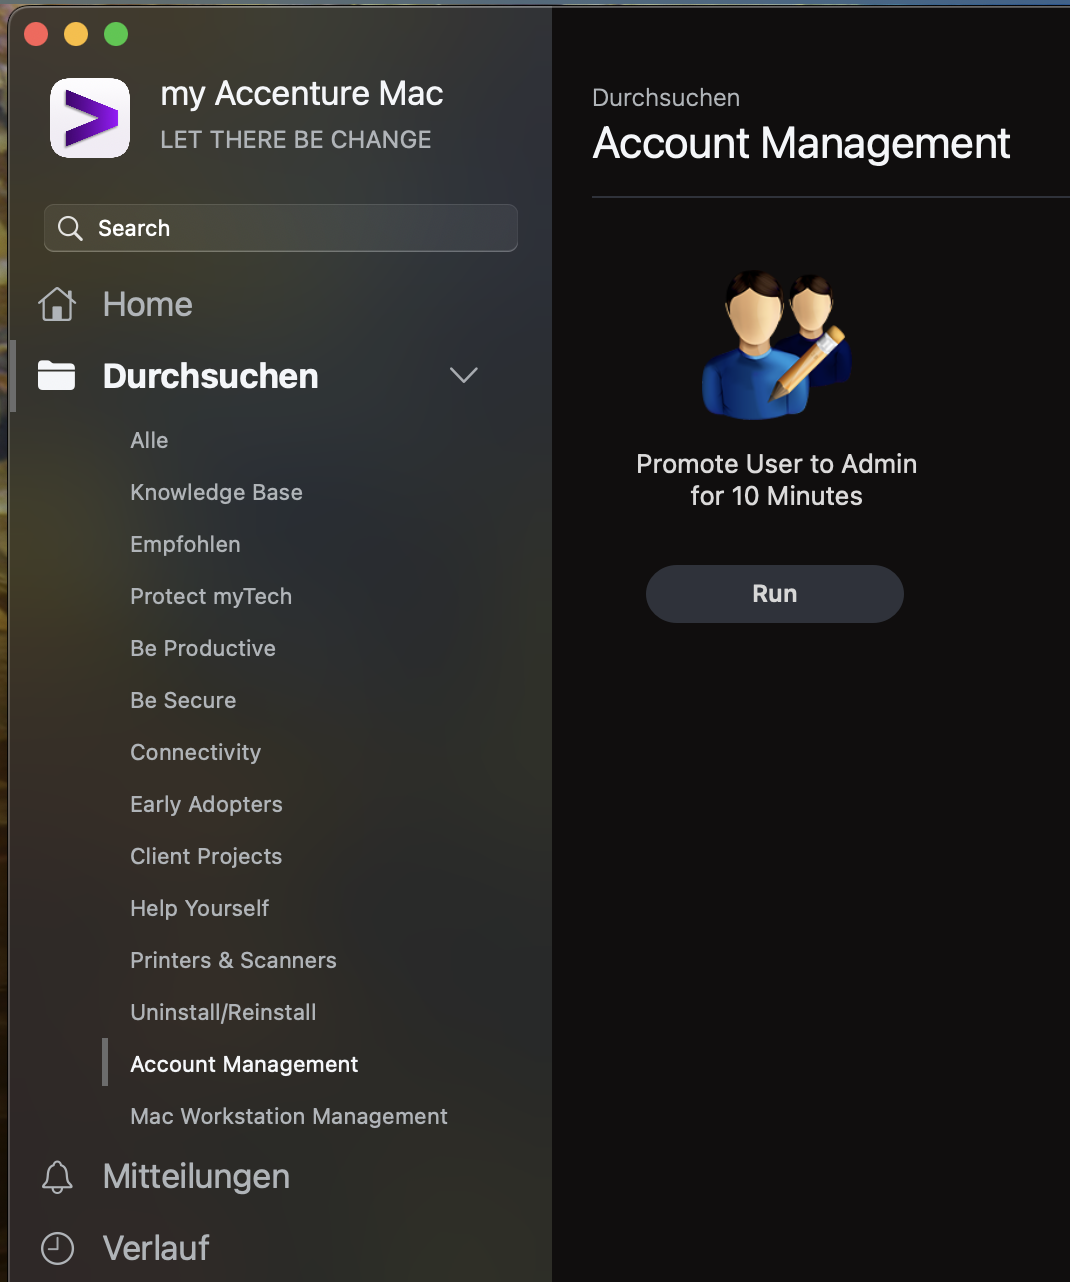 my Accenture Mac
LET THERE BE CHANGE
Search
Home
Durchsuchen
Alle
Knowledge Base
Empfohlen
Protect myTech
Be Productive
Be Secure
Connectivity
Early Adopters
Client Projects
Help Yourself
Printers & Scanners
Uninstall/Reinstall
Account Management
Mac Workstation Management
Mitteilungen
Verlauf
Durchsuchen
Account Management
Promote User to Admin
for 10 Minutes
Run